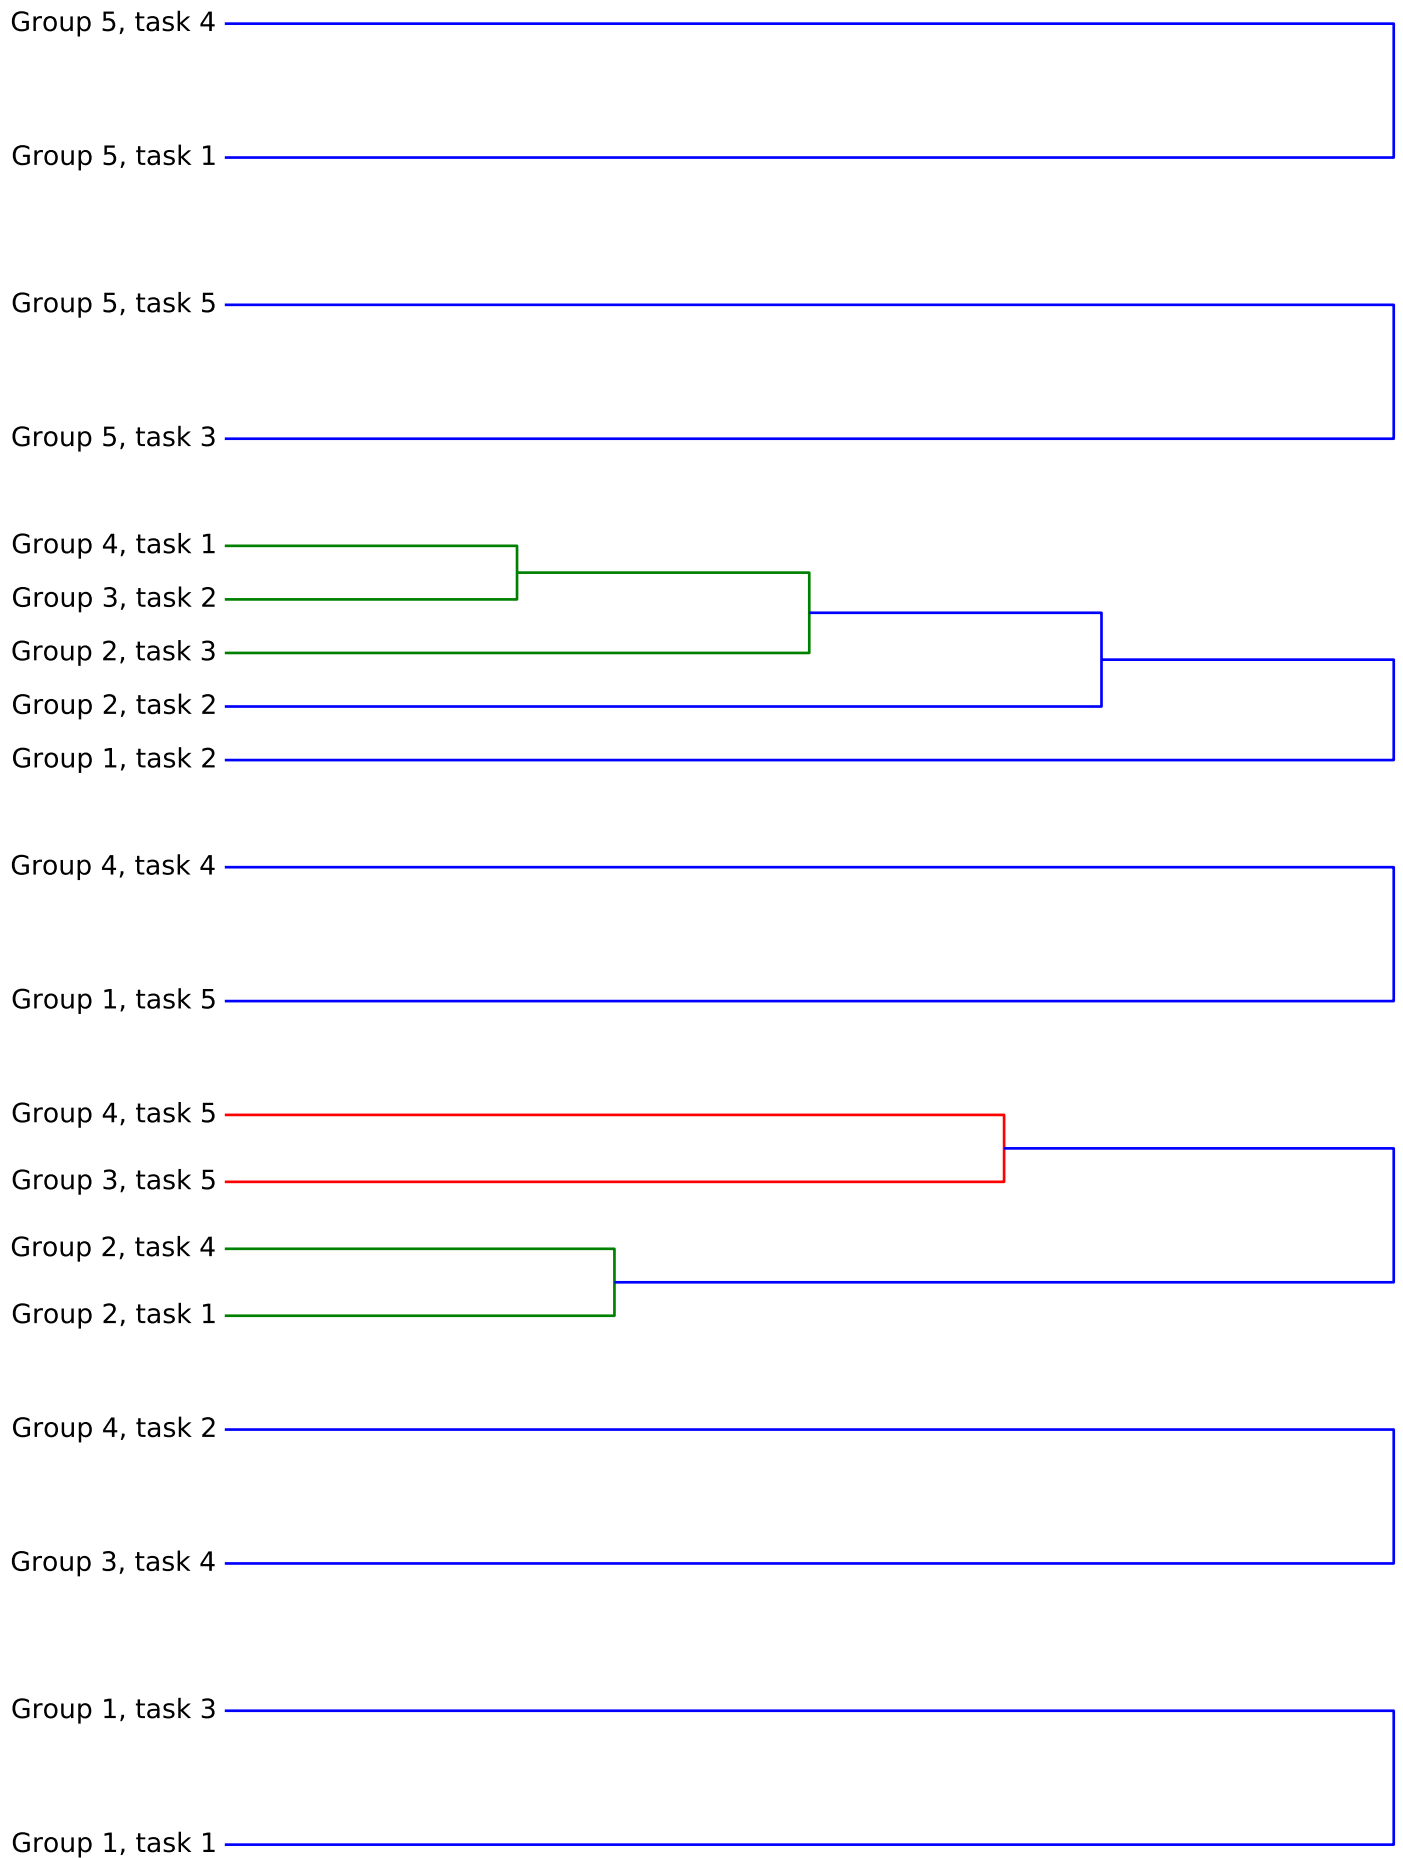 Group 5, task 4
Group 5, task 1
Group 5, task 5
Group 5, task 3
Group 4, task 1
Group 3, task 2
Group 2, task 3
Group 2, task 2
Group 1, task 2
Group 4, task 4
Group 1, task 5
Group 4, task 5
Group 3, task 5
Group 2, task 4
Group 2, task 1
Group 4, task 2
Group 3, task 4
Group 1, task 3
Group 1, task 1